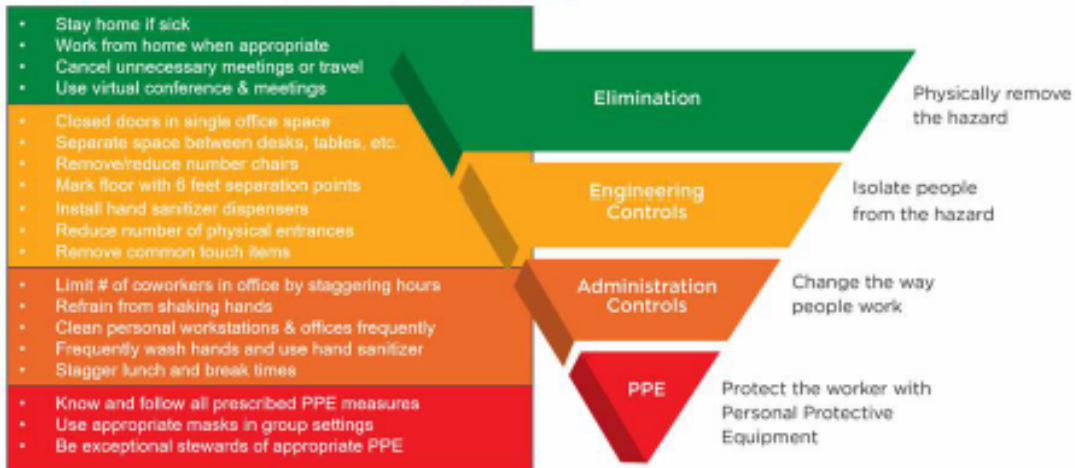 • Stay home if sick
• Work from home when appropriate
• Cancel unnecessary meetings or travel
• Use virtual conference & meetings
Elimination
Physically remove
the hazard
• Closed doors in single office space
• Separate space between desks, tables, etc.
• Remove/reduce number chairs
• Mark floor with 6 feet separation points
• Install hand sanitizer dispensers
• Reduce number of physical entrances
• Remove common touch items
Engineering
Controls
Isolate people
from the hazard
• Limit # of coworkers in office by staggering hours
• Refrain from shaking hands
• Clean personal workstations & offices frequently
• Frequently wash hands and use hand sanitizer
• Stagger lunch and break times
Administration
Controls
Change the way
people work
• Know and follow all prescribed PPE measures
• Use appropriate masks in group settings
• Be exceptional stewards of appropriate PPE
PPE
Protect the worker with
Personal Protective
Equipment